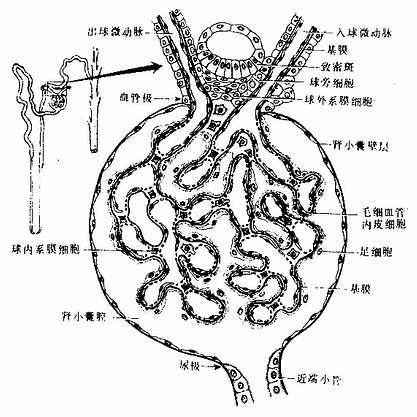 出球微动脉
入球微动脉
基膜
致密斑
球旁细胞
血管极
球外系膜细胞
肾小囊壁层
毛细血管
内皮细胞
球内系膜细胞
足细胞
基膜
肾小囊腔
尿极
近端小管